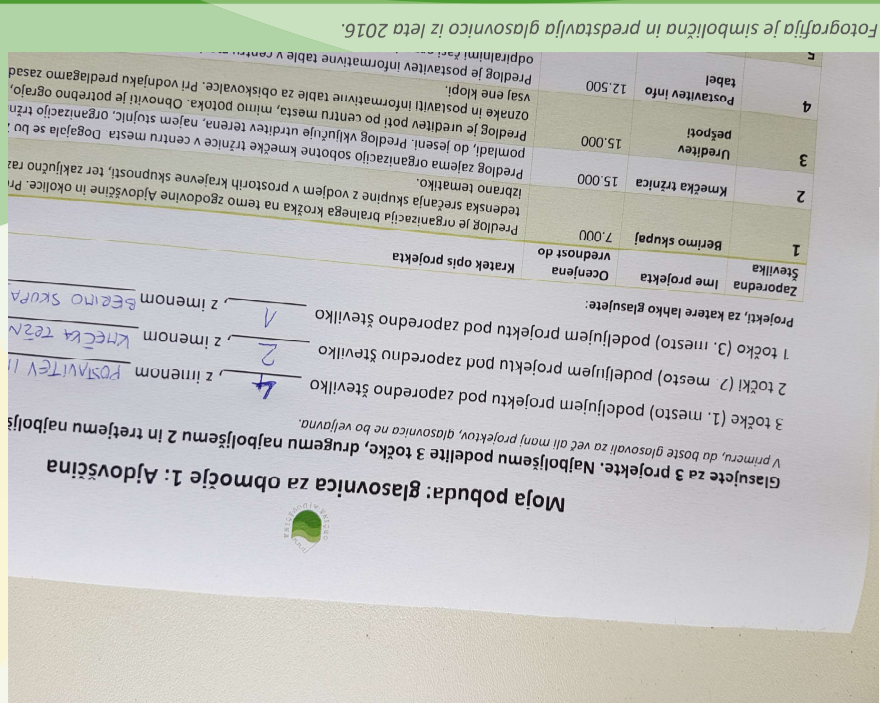 OBČINA AJDOVŠČINA
Moja pobuda: glasovnica za območje 1: Ajdovščina
Glasujete za 3 projekte. Najboljšemu podelite 3 točke, drugemu najboljšemu 2 in tretjemu najboljš
V primeru, da boste glasovali za več ali manj projektov, glasovnica ne bo veljavna.
3 točke (1. mesto) podeljujem projektu pod zaporedno številko 4, z imenom POSTAVITEV
2 točki (2. mesto) podeljujem projektu pod zaporedno številko 2, z imenom KMEČKA TRŽN
1 točko (3. mesto) podeljujem projektu pod zaporedno številko 1, z imenom BERIMO SKUPA
Projekti, za katere lahko glasujete:
Zaporedna Številka Ime projekta Ocenjena vrednost do Kratek opis projekta
1 Berimo skupaj 7.000 Predlog je organizacija bralnega krožka na temo zgodovine Ajdovščine in okolice. Pr
tedenska srečanja skupine z vodjem v prostorih krajevne skupnosti, ter zaključno raz
izbrano tematiko.
2 Kmečka tržnica 15.000 Predlog zajema organizacijo sobotne kmečke tržnice v centru mesta. Dogajala se bo
pomladi, do jeseni. Predlog vključuje utrditev terena, najem stojnic, organizacijo tržn
3 Ureditev pešpoti 15.000 Predlog je ureditev poti po centru mesta, mimo potoka. Obnoviti je potrebno ograjo,
oznake in postaviti informativne table za obiskovalce. Pri vodnjaku predlagamo zasad
vsaj ene klopi.
4 Postavitev info tabel 12.500 Predlog je postavitev informativne table v centru
odpiralnimi časi
5
Fotografija je simbolična in predstavlja glasovnico iz leta 2016.